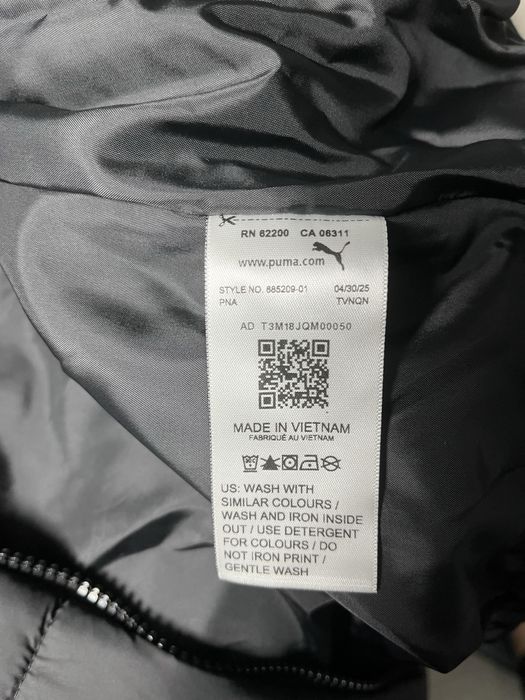 RN 62200 CA 06311
www.puma.com
STYLE NO. 685209-01 04/30/25
PNA TVNQN
AD T3M18JQM00050
MADE IN VIETNAM
FABRIQUÉ AU VIETNAM
US: WASH WITH
SIMILAR COLOURS /
WASH AND IRON INSIDE
OUT / USE DETERGENT
FOR COLOURS / DO
NOT IRON PRINT /
GENTLE WASH